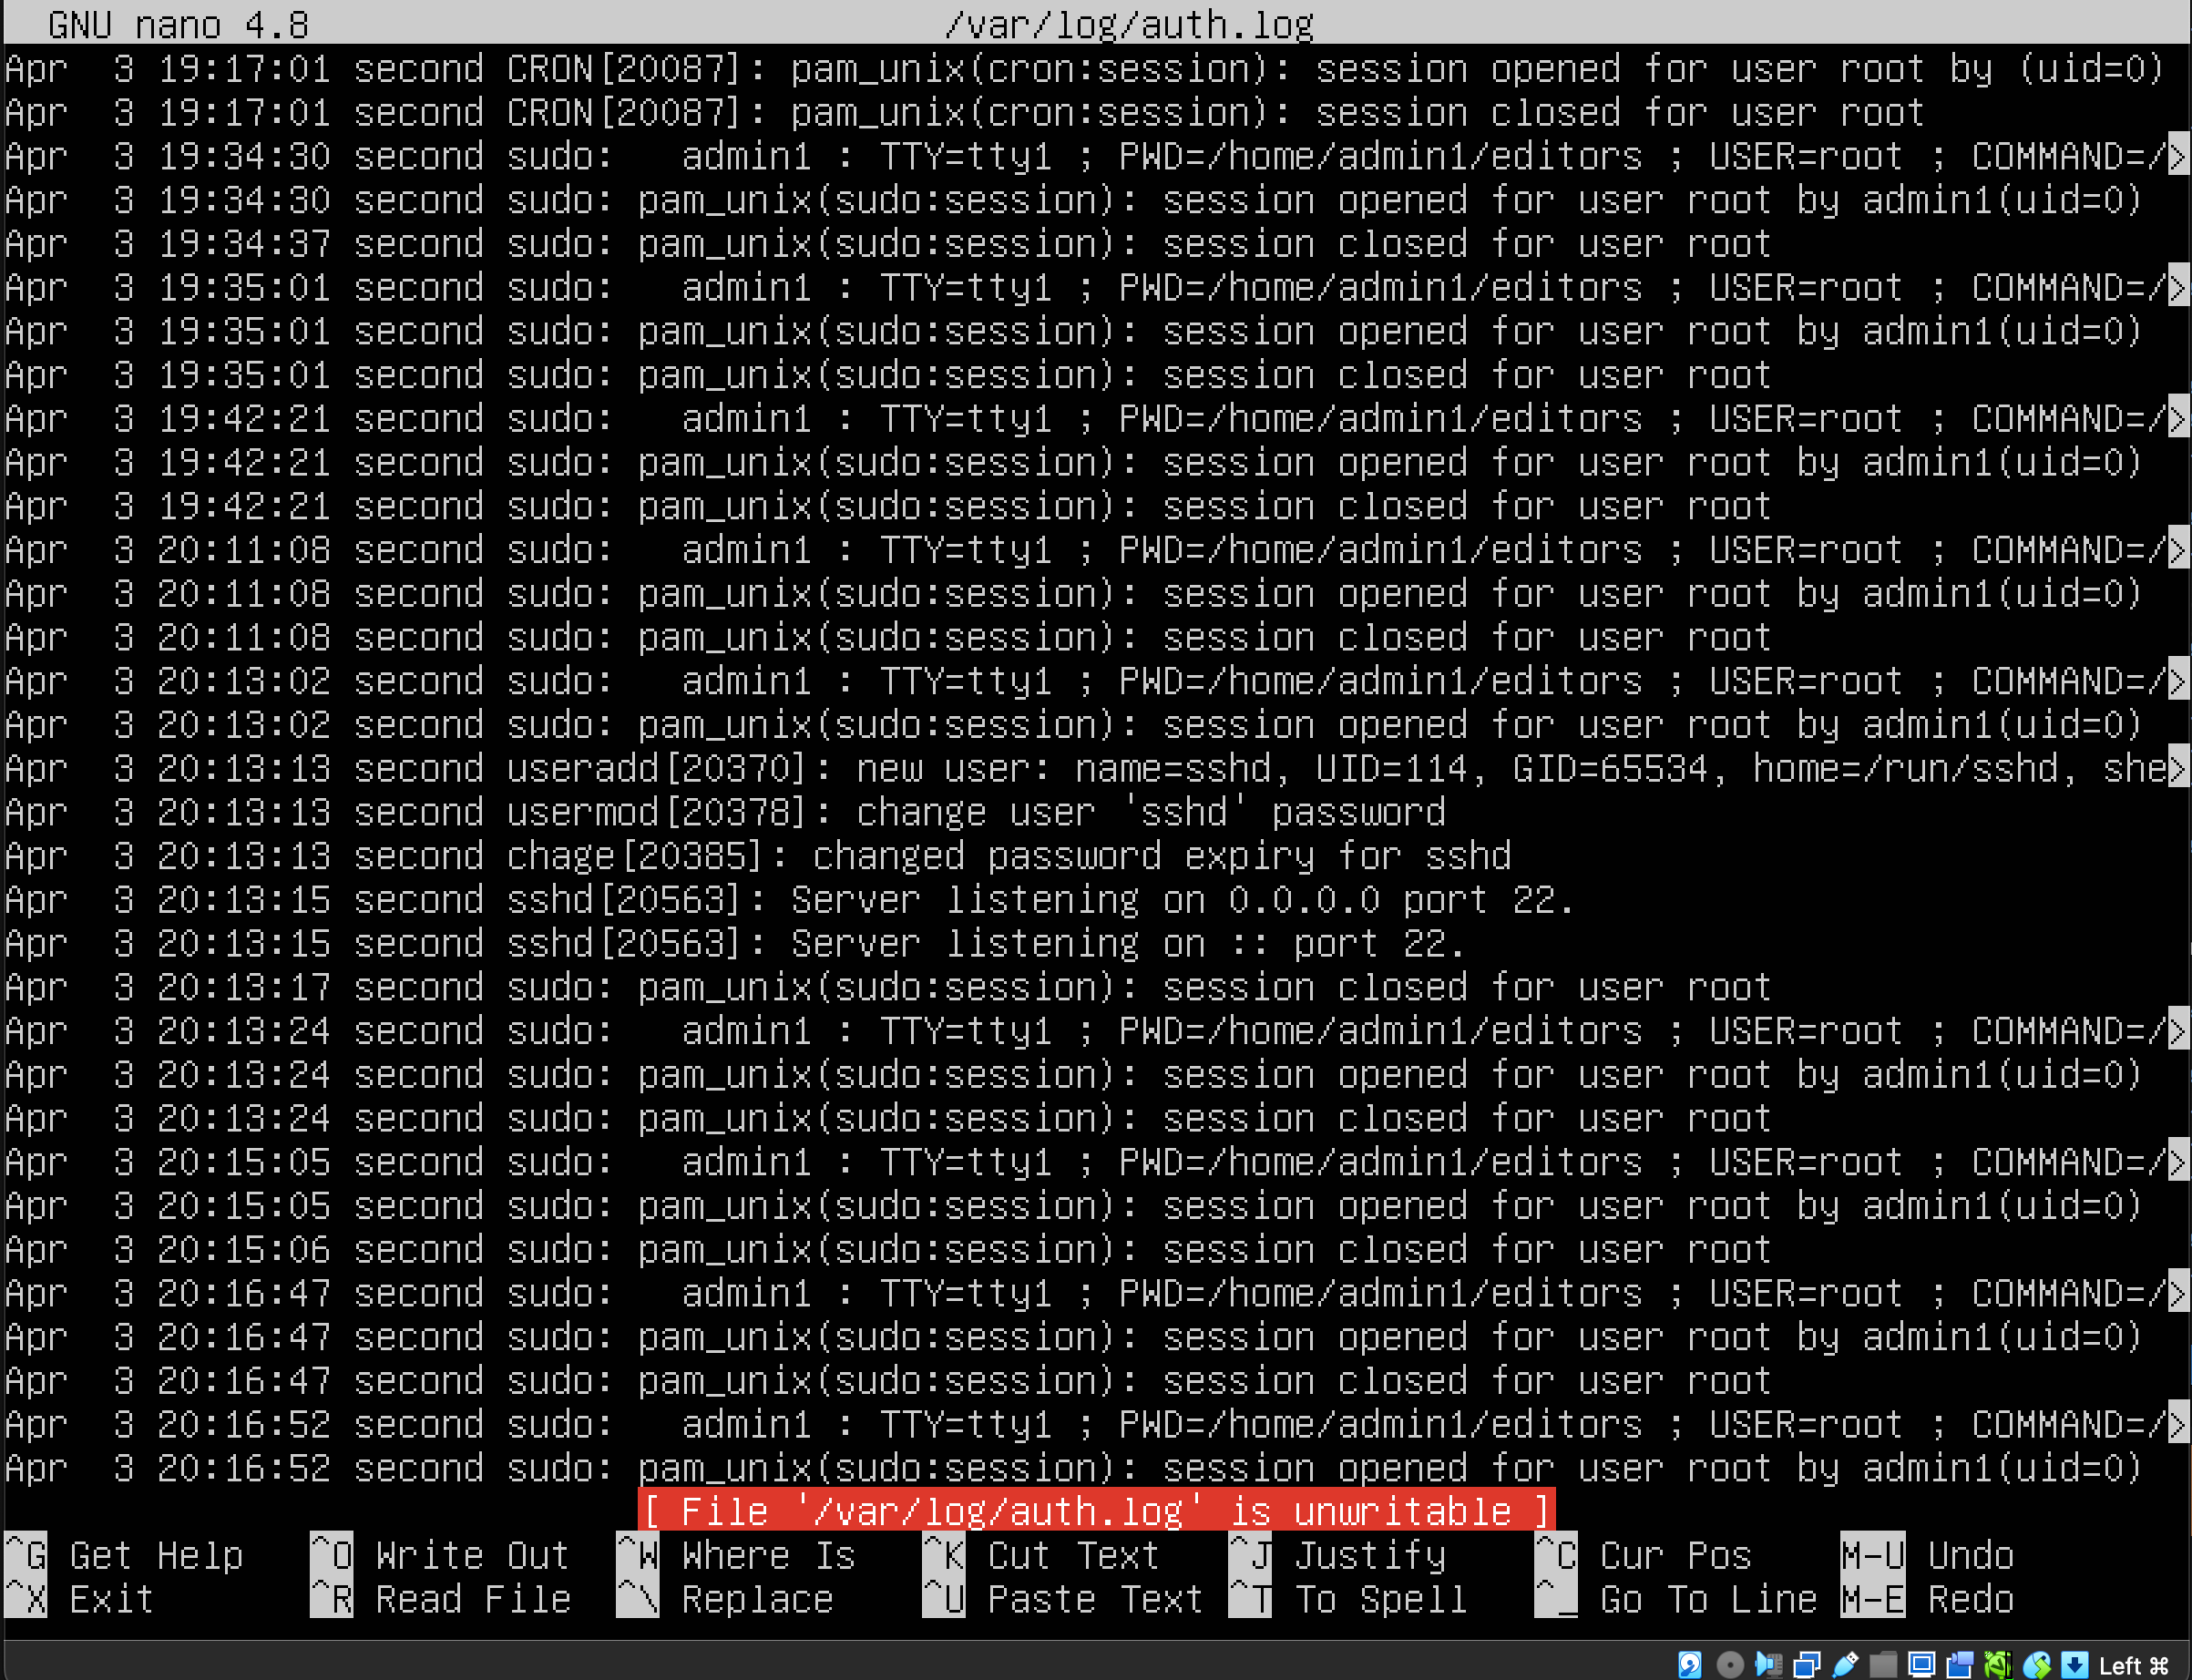 GNU nano 4.8 /var/log/auth.log
Apr  3 19:17:01 second CRON[20087]: pam_unix(cron:session): session opened for user root by (uid=0)
Apr  3 19:17:01 second CRON[20087]: pam_unix(cron:session): session closed for user root
Apr  3 19:34:30 second sudo:   admin1 : TTY=tty1 ; PWD=/home/admin1/editors ; USER=root ; COMMAND=/>
Apr  3 19:34:30 second sudo: pam_unix(sudo:session): session opened for user root by admin1(uid=0)
Apr  3 19:34:37 second sudo: pam_unix(sudo:session): session closed for user root
Apr  3 19:35:01 second sudo:   admin1 : TTY=tty1 ; PWD=/home/admin1/editors ; USER=root ; COMMAND=/>
Apr  3 19:35:01 second sudo: pam_unix(sudo:session): session opened for user root by admin1(uid=0)
Apr  3 19:35:01 second sudo: pam_unix(sudo:session): session closed for user root
Apr  3 19:42:21 second sudo:   admin1 : TTY=tty1 ; PWD=/home/admin1/editors ; USER=root ; COMMAND=/>
Apr  3 19:42:21 second sudo: pam_unix(sudo:session): session opened for user root by admin1(uid=0)
Apr  3 19:42:21 second sudo: pam_unix(sudo:session): session closed for user root
Apr  3 20:11:08 second sudo:   admin1 : TTY=tty1 ; PWD=/home/admin1/editors ; USER=root ; COMMAND=/>
Apr  3 20:11:08 second sudo: pam_unix(sudo:session): session opened for user root by admin1(uid=0)
Apr  3 20:11:08 second sudo: pam_unix(sudo:session): session closed for user root
Apr  3 20:13:02 second sudo:   admin1 : TTY=tty1 ; PWD=/home/admin1/editors ; USER=root ; COMMAND=/>
Apr  3 20:13:02 second sudo: pam_unix(sudo:session): session opened for user root by admin1(uid=0)
Apr  3 20:13:13 second useradd[20370]: new user: name=sshd, UID=114, GID=65534, home=/run/sshd, she>
Apr  3 20:13:13 second usermod[20378]: change user 'sshd' password
Apr  3 20:13:13 second chage[20385]: changed password expiry for sshd
Apr  3 20:13:15 second sshd[20563]: Server listening on 0.0.0.0 port 22.
Apr  3 20:13:15 second sshd[20563]: Server listening on :: port 22.
Apr  3 20:13:17 second sudo: pam_unix(sudo:session): session closed for user root
Apr  3 20:13:24 second sudo:   admin1 : TTY=tty1 ; PWD=/home/admin1/editors ; USER=root ; COMMAND=/>
Apr  3 20:13:24 second sudo: pam_unix(sudo:session): session opened for user root by admin1(uid=0)
Apr  3 20:13:24 second sudo: pam_unix(sudo:session): session closed for user root
Apr  3 20:15:05 second sudo:   admin1 : TTY=tty1 ; PWD=/home/admin1/editors ; USER=root ; COMMAND=/>
Apr  3 20:15:05 second sudo: pam_unix(sudo:session): session opened for user root by admin1(uid=0)
Apr  3 20:15:06 second sudo: pam_unix(sudo:session): session closed for user root
Apr  3 20:16:47 second sudo:   admin1 : TTY=tty1 ; PWD=/home/admin1/editors ; USER=root ; COMMAND=/>
Apr  3 20:16:47 second sudo: pam_unix(sudo:session): session opened for user root by admin1(uid=0)
Apr  3 20:16:47 second sudo: pam_unix(sudo:session): session closed for user root
Apr  3 20:16:52 second sudo:   admin1 : TTY=tty1 ; PWD=/home/admin1/editors ; USER=root ; COMMAND=/>
Apr  3 20:16:52 second sudo: pam_unix(sudo:session): session opened for user root by admin1(uid=0)
[ File '/var/log/auth.log' is unwritable ]
^G Get Help ^O Write Out ^W Where Is ^K Cut Text ^J Justify ^C Cur Pos M-U Undo
^X Exit ^R Read File ^\ Replace ^U Paste Text ^T To Spell ^_ Go To Line M-E Redo
Left ⌘